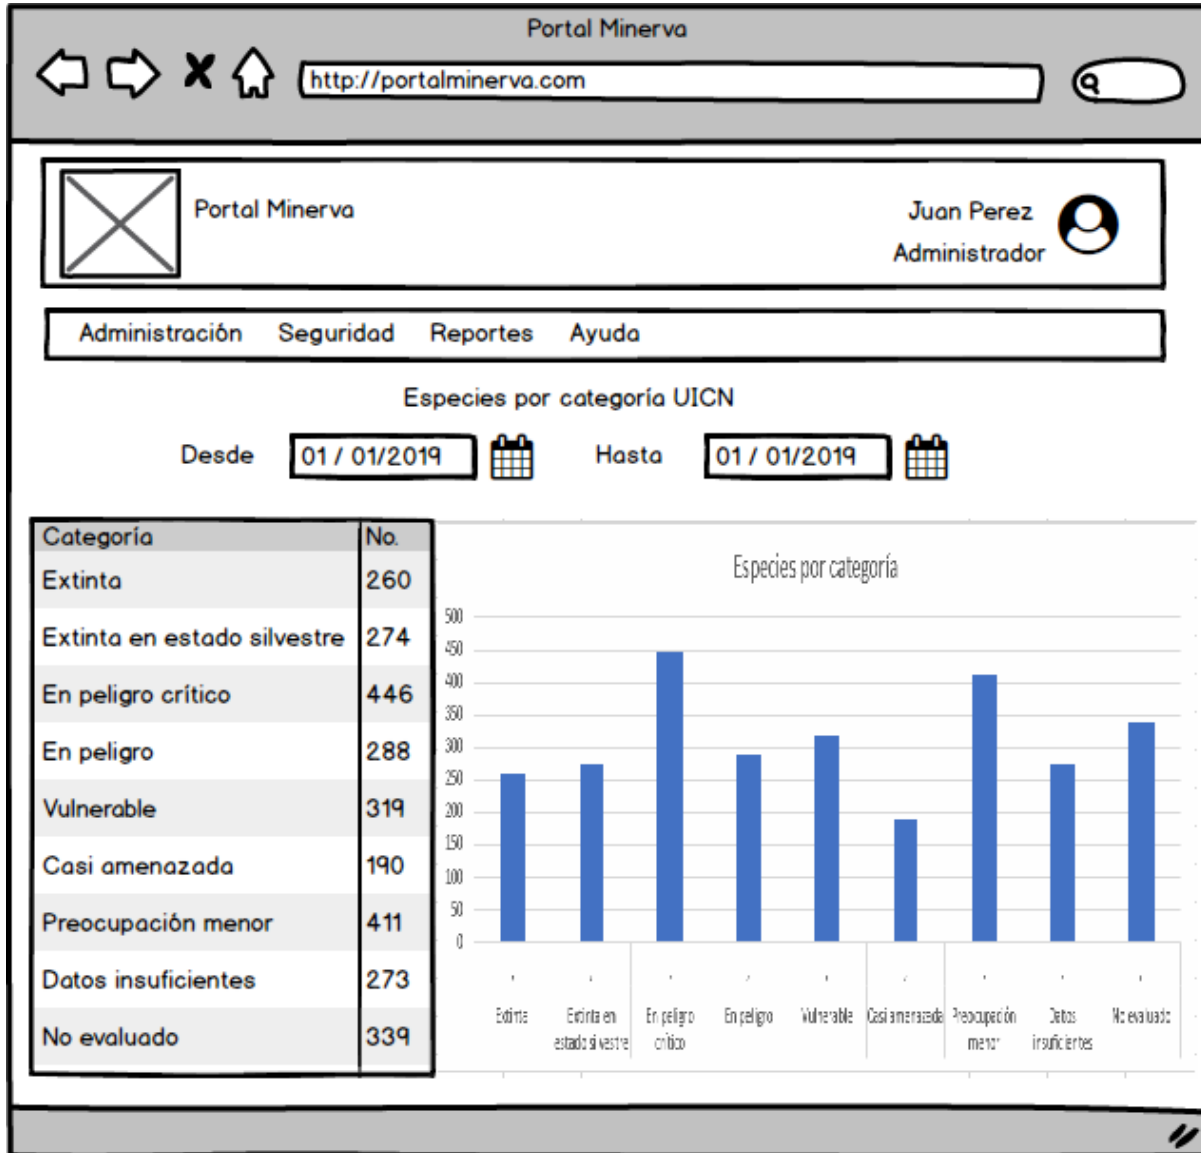 Portal Minerva
http://portalminerva.com
Portal Minerva
Juan Perez
Administrador
Administración Seguridad Reportes Ayuda
Especies por categoría UICN
Desde 01 / 01/2019 Hasta 01 / 01/2019
Categoría No.
Extinta 260
Extinta en estado silvestre 274
En peligro crítico 446
En peligro 288
Vulnerable 319
Casi amenazada 190
Preocupación menor 411
Datos insuficientes 273
No evaluado 339
Especies por categoría
500
450
400
350
300
250
200
150
100
50
0
Extinta
Extinta en
estado silvestre
En peligro
crítico
En peligro
Vulnerable
Casi amenazada
Preocupación
menor
Datos
insuficientes
No evaluado